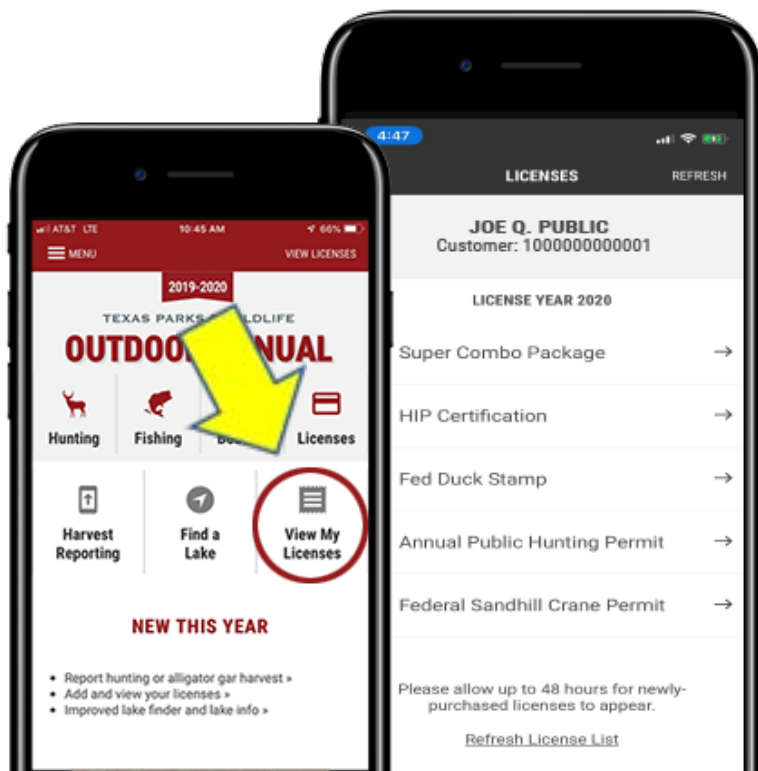 AT&T LTE 10:45 AM 66%
MENU VIEW LICENSES
2019-2020
TEXAS PARKS
OUTDOO
Hunting Fishing Licenses
Harvest
Reporting
Find a
Lake
View My
Licenses
NEW THIS YEAR
• Report hunting or alligator gar harvest »
• Add and view your licenses »
• Improved lake finder and lake info »
4:47
LICENSES REFRESH
JOE Q. PUBLIC
Customer: 1000000000001
LICENSE YEAR 2020
Super Combo Package →
HIP Certification →
Fed Duck Stamp →
Annual Public Hunting Permit →
Federal Sandhill Crane Permit →
Please allow up to 48 hours for newly-
purchased licenses to appear.
Refresh License List